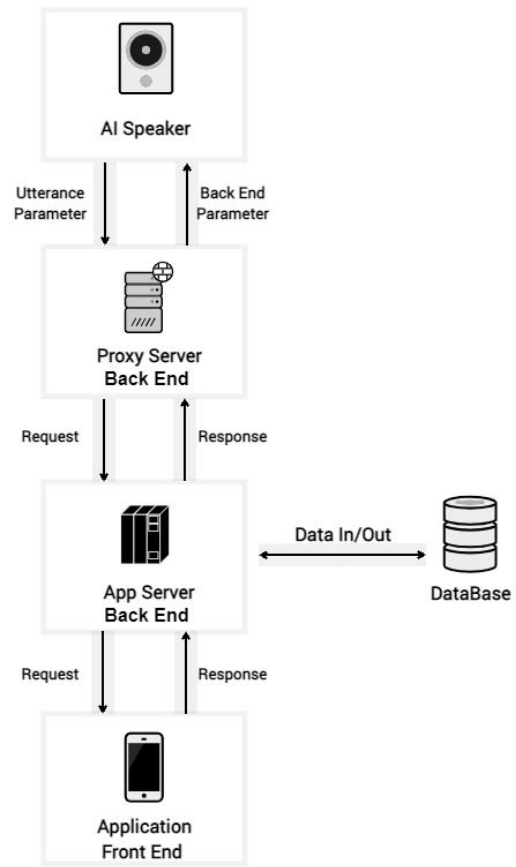 AI Speaker
Utterance
Parameter
Back End
Parameter
Proxy Server
Back End
Request
Response
App Server
Back End
Data In/Out
DataBase
Request
Response
Application
Front End